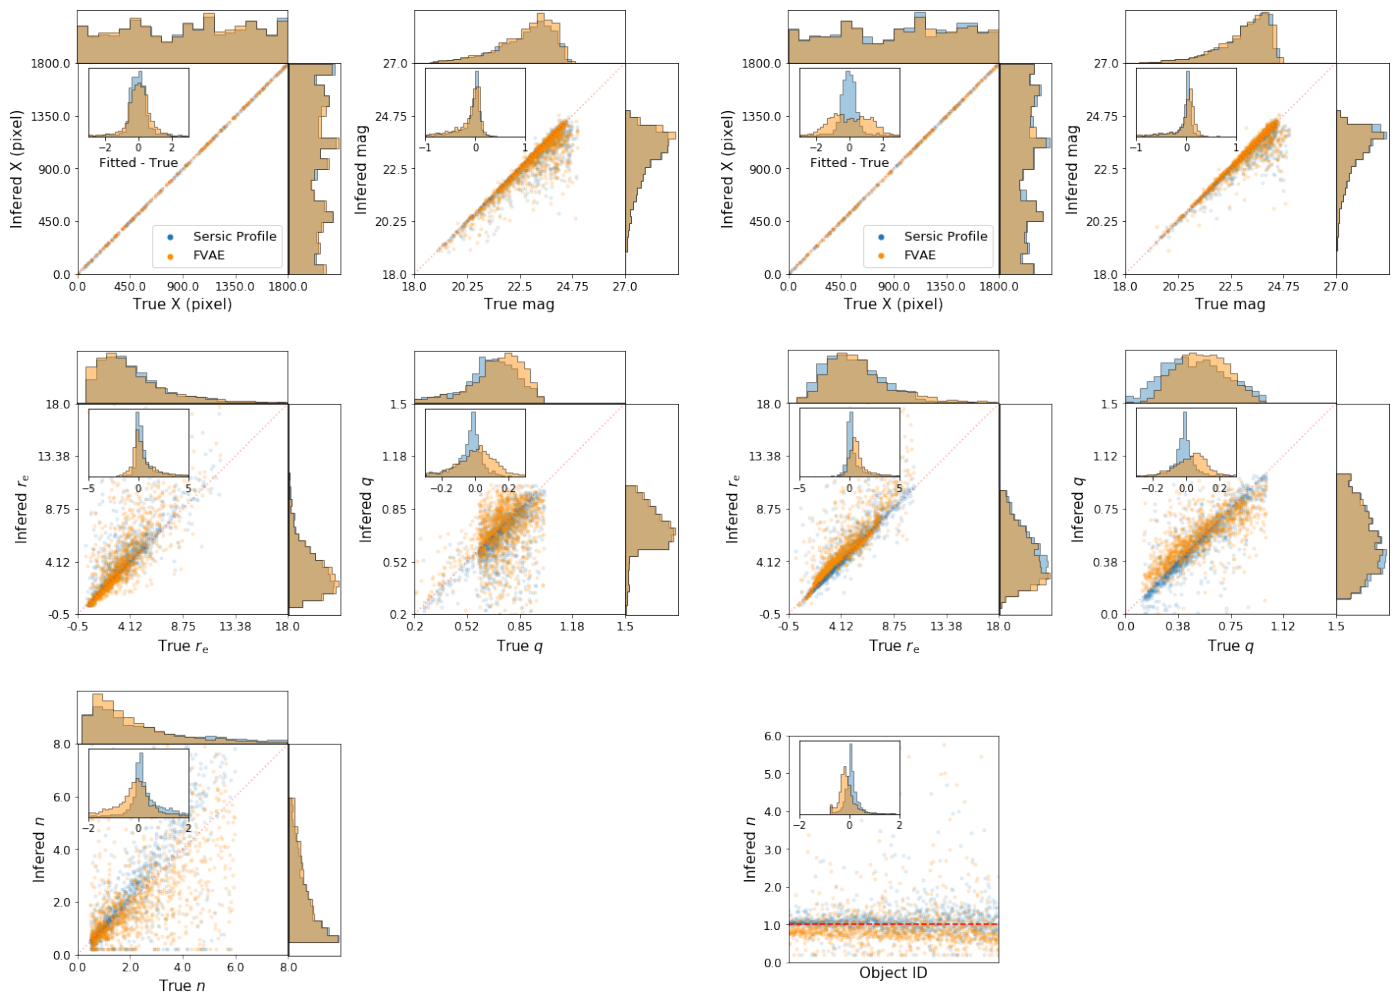 1800.0
1350.0
900.0
450.0
0.0
Infered X (pixel)
−2 0 2
Fitted - True
Sersic Profile
FVAE
0.0 450.0 900.0 1350.0 1800.0
True X (pixel)
27.0
24.75
22.5
20.25
18.0
Infered mag
−1 0 1
18.0 20.25 22.5 24.75 27.0
True mag
1800.0
1350.0
900.0
450.0
0.0
Infered X (pixel)
−2 0 2
Fitted - True
Sersic Profile
FVAE
0.0 450.0 900.0 1350.0 1800.0
True X (pixel)
27.0
24.75
22.5
20.25
18.0
Infered mag
−1 0 1
18.0 20.25 22.5 24.75 27.0
True mag
18.0
13.38
8.75
4.12
-0.5
Infered re
−5 0 5
-0.5 4.12 8.75 13.38 18.0
True re
1.5
1.18
0.85
0.52
0.2
Infered q
−0.2 0.0 0.2
0.2 0.52 0.85 1.18 1.5
True q
18.0
13.38
8.75
4.12
-0.5
Infered re
−5 0 5
-0.5 4.12 8.75 13.38 18.0
True re
1.5
1.12
0.75
0.38
0.0
Infered q
−0.2 0.0 0.2
0.0 0.38 0.75 1.12 1.5
True q
8.0
6.0
4.0
2.0
0.0
Infered n
−2 0 2
0.0 2.0 4.0 6.0 8.0
True n
6.0
5.0
4.0
3.0
2.0
1.0
0.0
Infered n
−2 0 2
Object ID